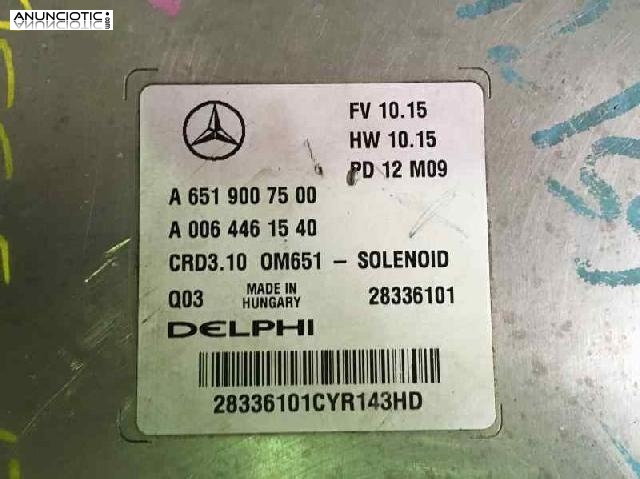 ANUNCIOTIC
.com
FV 10.15
HW 10.15
PD 12 M09
A 651 900 75 00
A 006 446 15 40
CRD3.10 OM651 – SOLENOID
Q03 MADE IN HUNGARY 28336101
DELPHI
28336101CYR143HD